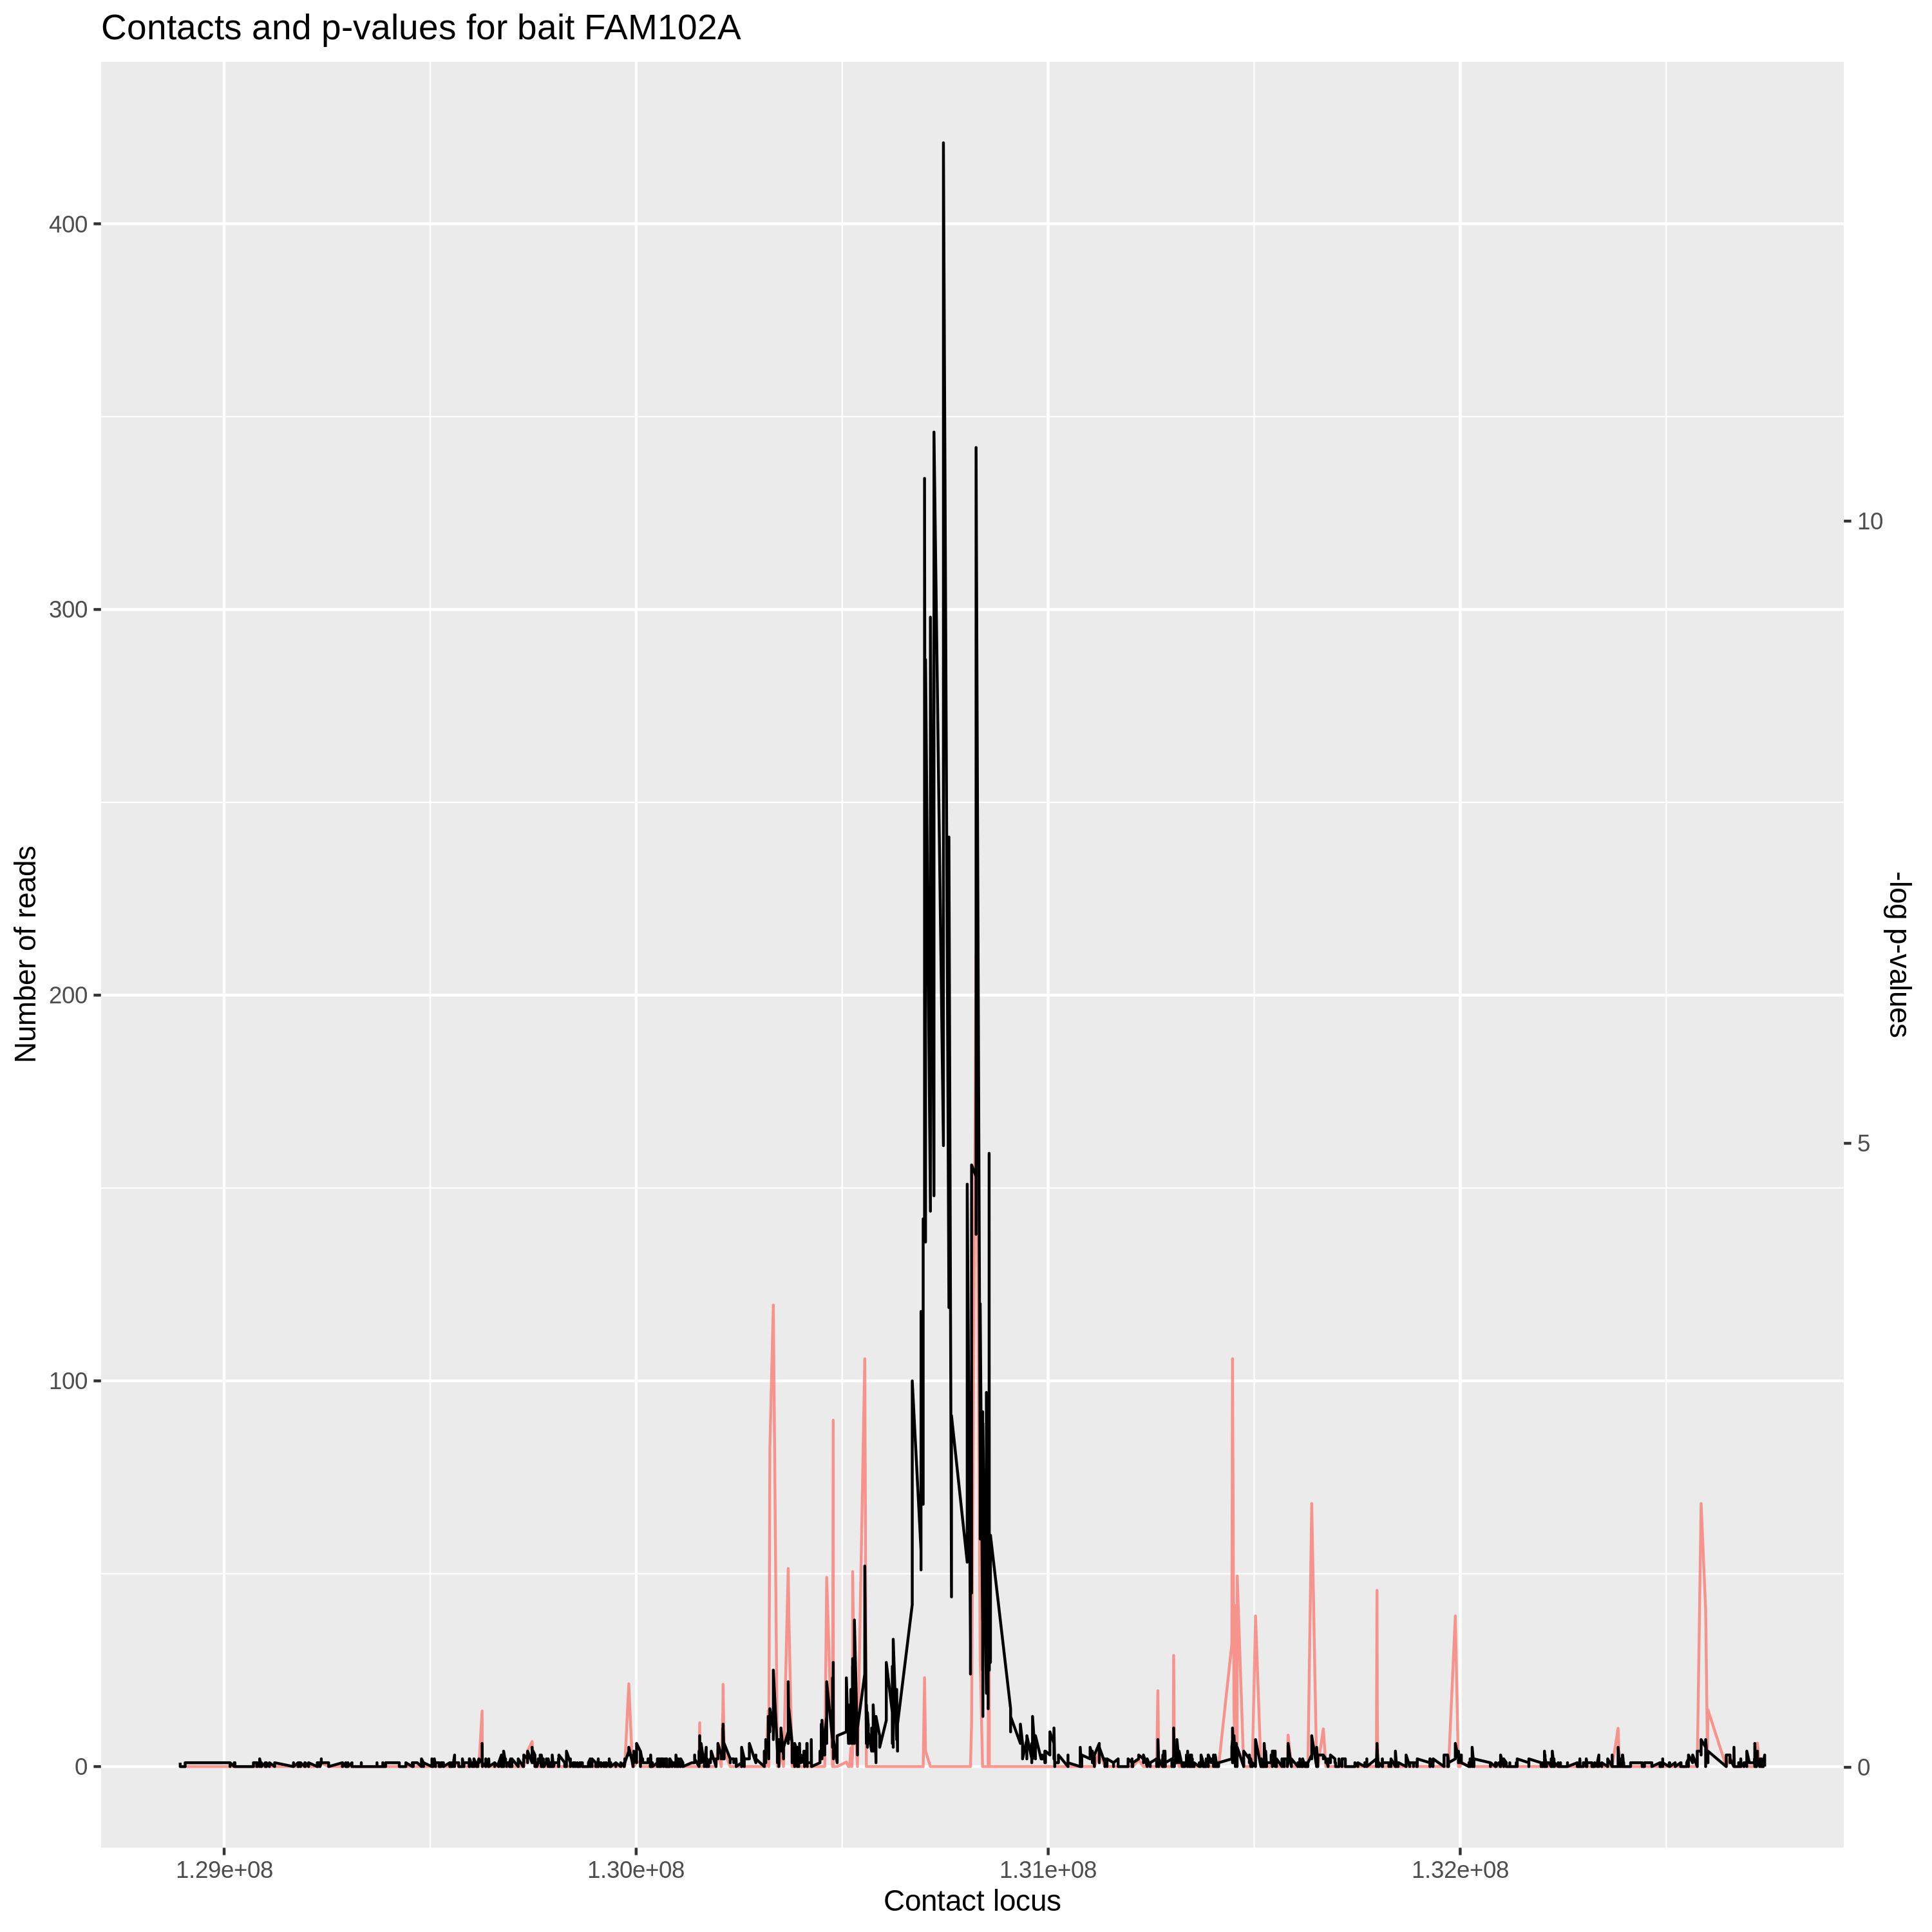 Contacts and p-values for bait FAM102A
400
300
200
100
0
Number of reads
10
5
0
-log p-values
1.29e+08
1.30e+08
1.31e+08
1.32e+08
Contact locus